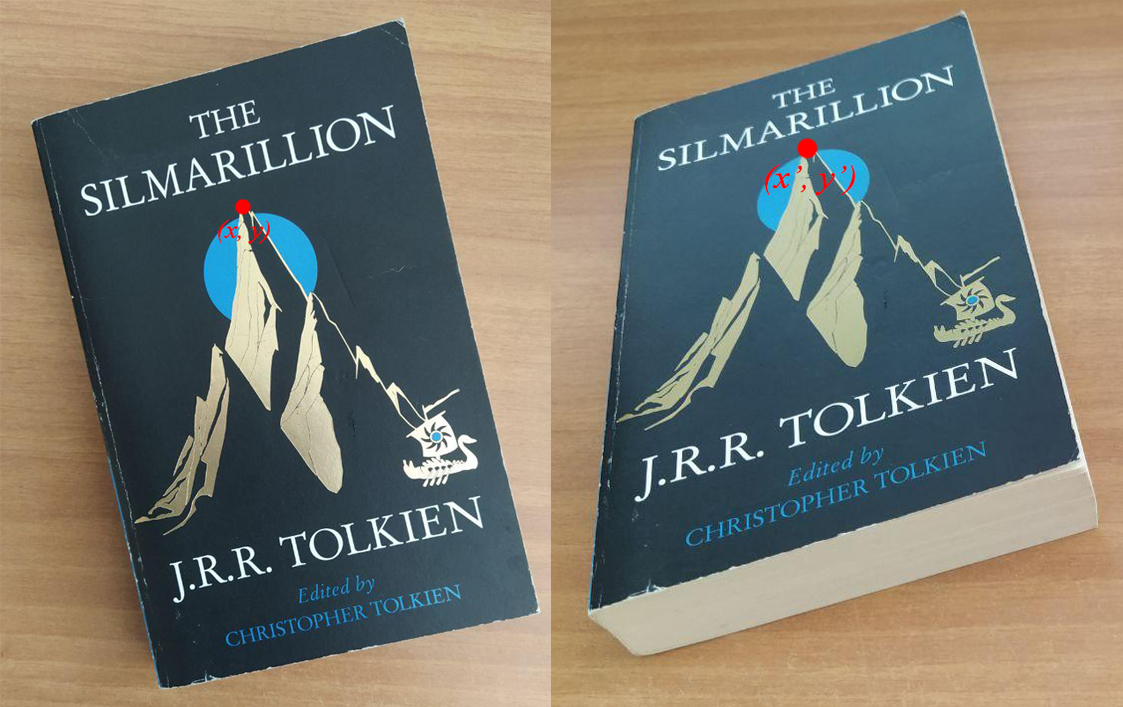 THE
SILMARILLION
(x, y)
J.R.R. TOLKIEN
Edited by
CHRISTOPHER TOLKIEN
THE
SILMARILLION
(x', y')
J.R.R. TOLKIEN
Edited by
CHRISTOPHER TOLKIEN